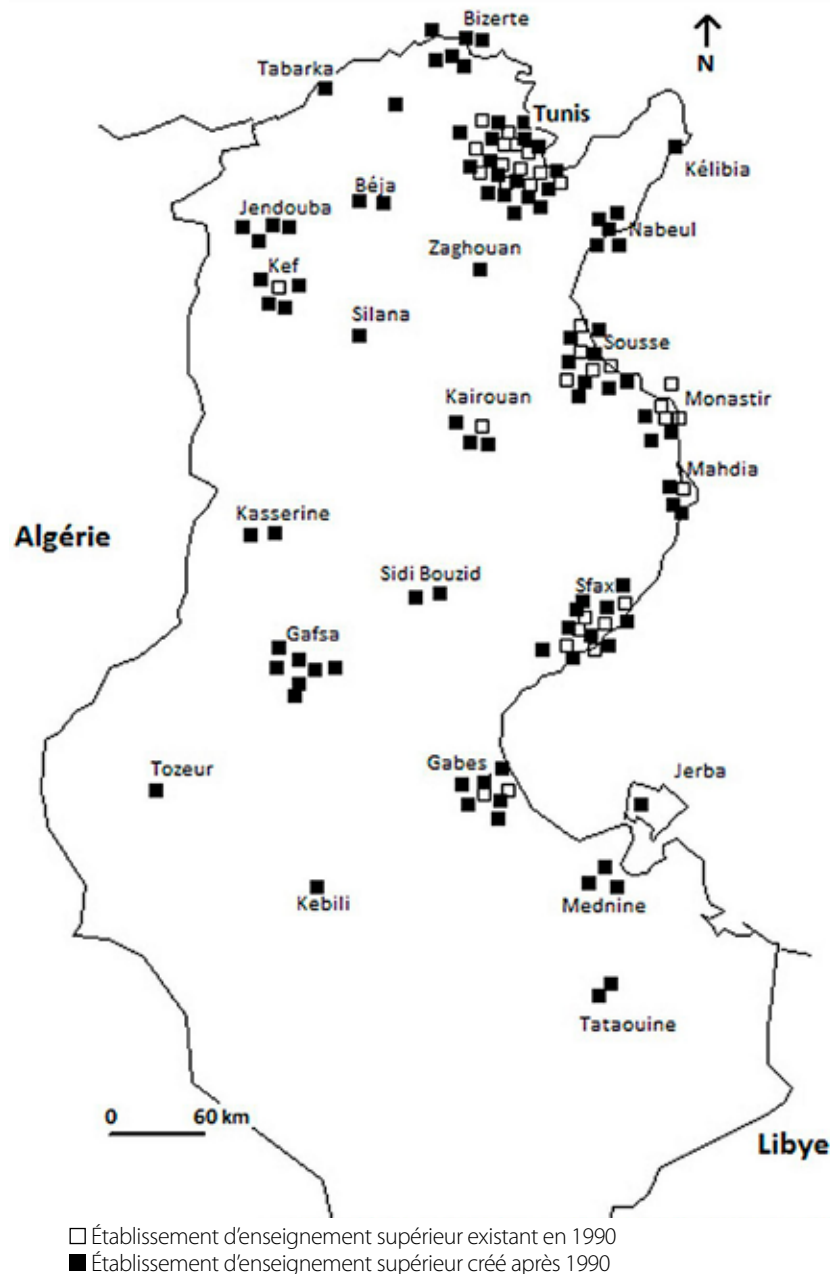 Bizerte
N
Tabarka
Tunis
Kélibia
Béja
Jendouba
Nabeul
Zaghouan
Kef
Silana
Sousse
Kairouan
Monastir
Mahdia
Kasserine
Algérie
Sidi Bouzid
Sfax
Gafsa
Gabes
Jerba
Tozeur
Kebili
Mednine
Tataouine
0 60 km
Libye
Établissement d'enseignement supérieur existant en 1990
Établissement d'enseignement supérieur créé après 1990